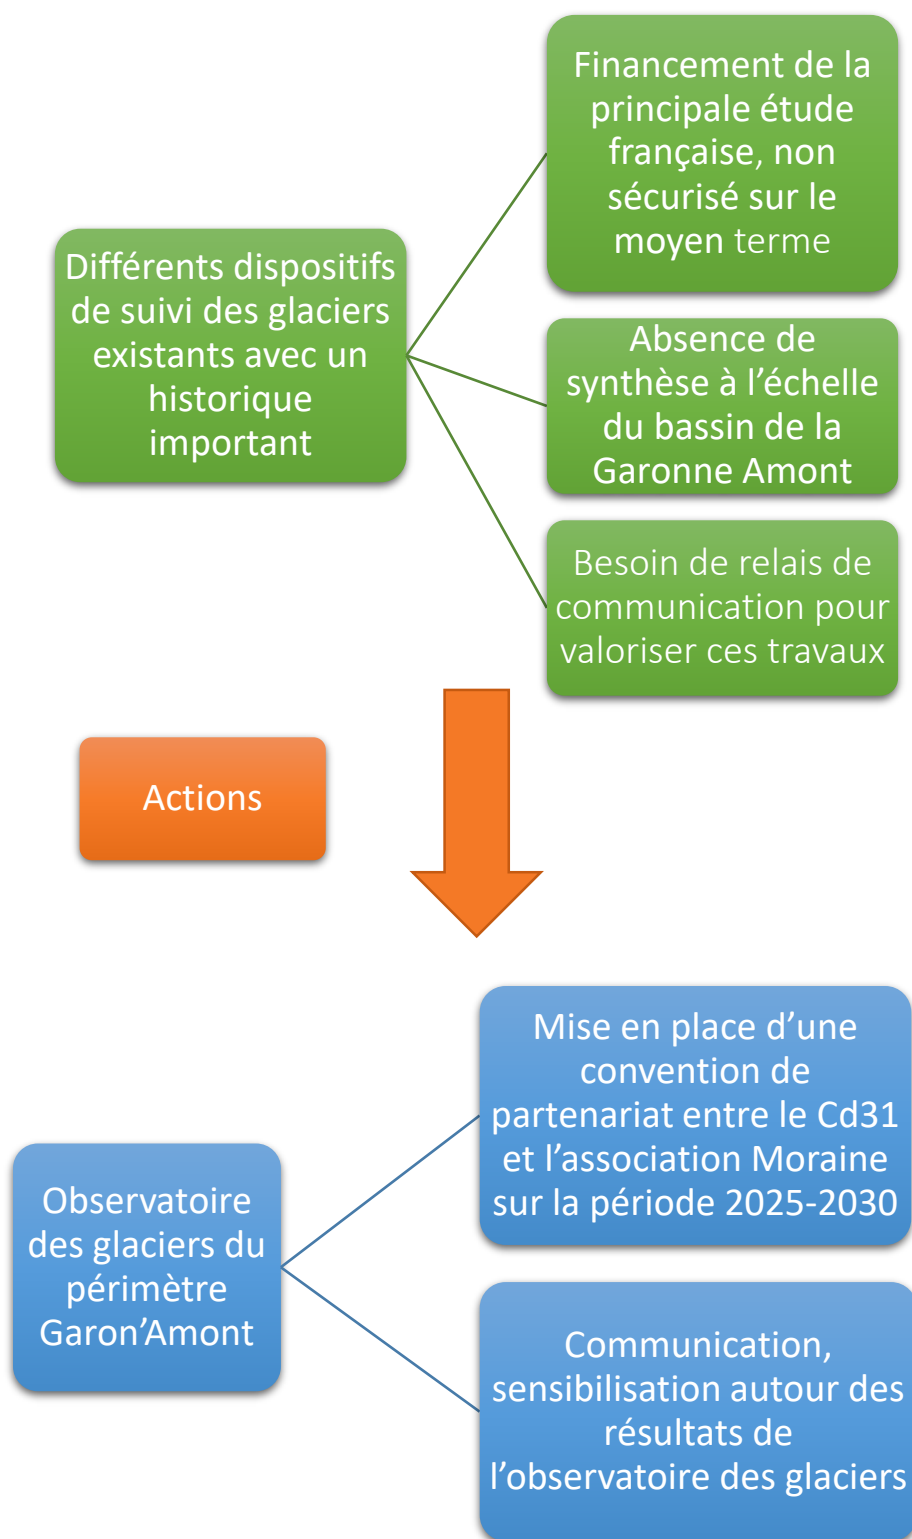 Financement de la
principale étude
française, non
sécurisé sur le
moyen terme
Différents dispositifs
de suivi des glaciers
existants avec un
historique
important
Absence de
synthèse à l’échelle
du bassin de la
Garonne Amont
Besoin de relais de
communication pour
valoriser ces travaux
Actions
Mise en place d’une
convention de
partenariat entre le Cd31
et l’association Moraine
sur la période 2025-2030
Observatoire
des glaciers du
périmètre
Garon’Amont
Communication,
sensibilisation autour des
résultats de
l’observatoire des glaciers